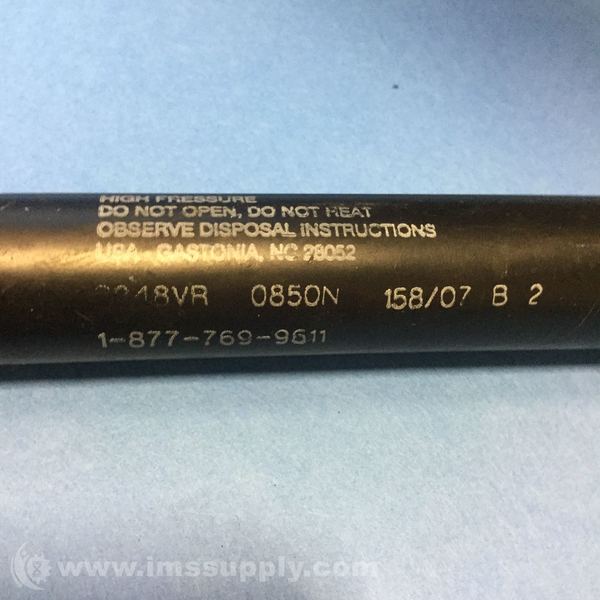 HIGH PRESSURE
DO NOT OPEN, DO NOT HEAT
OBSERVE DISPOSAL INSTRUCTIONS
USA GASTONIA, NC 28052
0850N 158/07 B 2
1-877-769-9611
www.imssupply.com